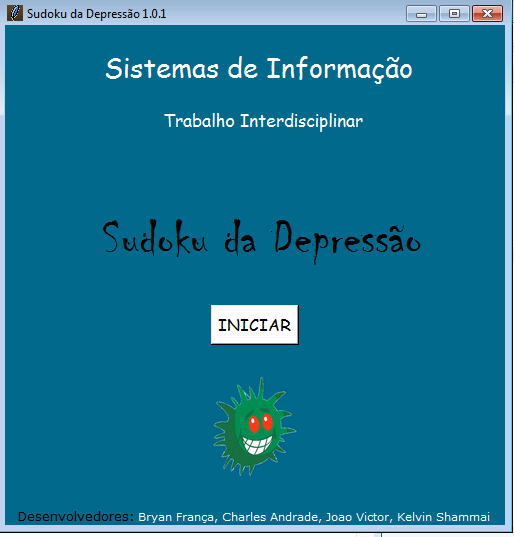 Sudoku da Depressão 1.0.1
Sistemas de Informação
Trabalho Interdisciplinar
Sudoku da Depressão
INICIAR
Desenvolvedores: Bryan França, Charles Andrade, Joao Victor, Kelvin Shammai